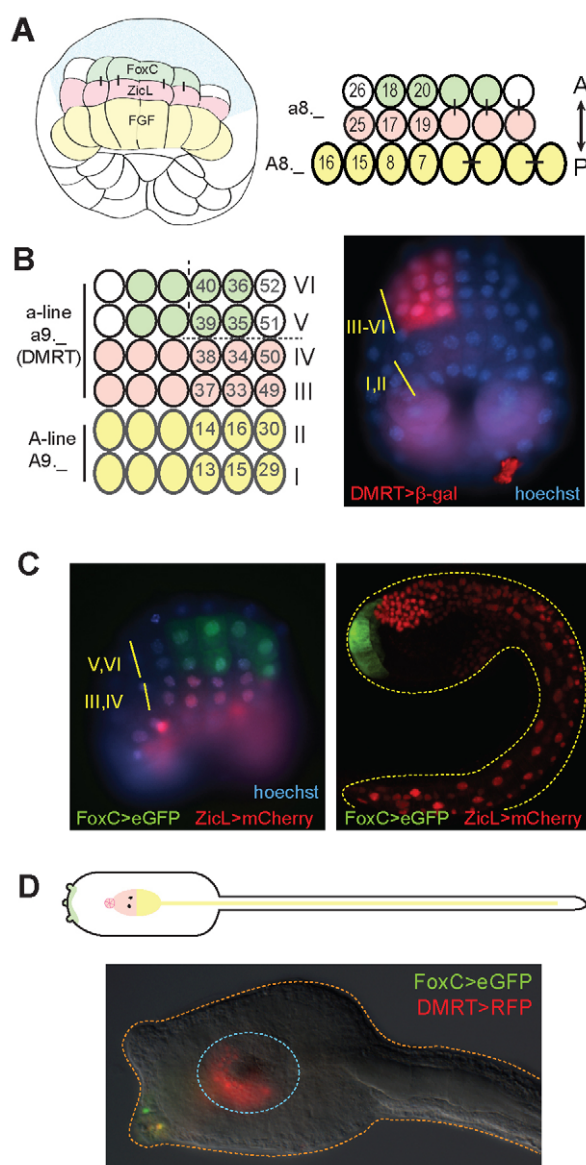 A
FoxC
ZicL
FGF
a8._
26 18 20
25 17 19
A8._
16 15 8 7
A
P
B
a-line
a9._
(DMRT)
A-line
A9._
40 36 52 VI
39 35 51 V
38 34 50 IV
37 33 49 III
14 16 30 II
13 15 29 I
III-VI
I,II
DMRT>β-gal hoechst
C
V,VI
III,IV
hoechst
FoxC>eGFP ZicL>mCherry
FoxC>eGFP ZicL>mCherry
D
FoxC>eGFP
DMRT>RFP